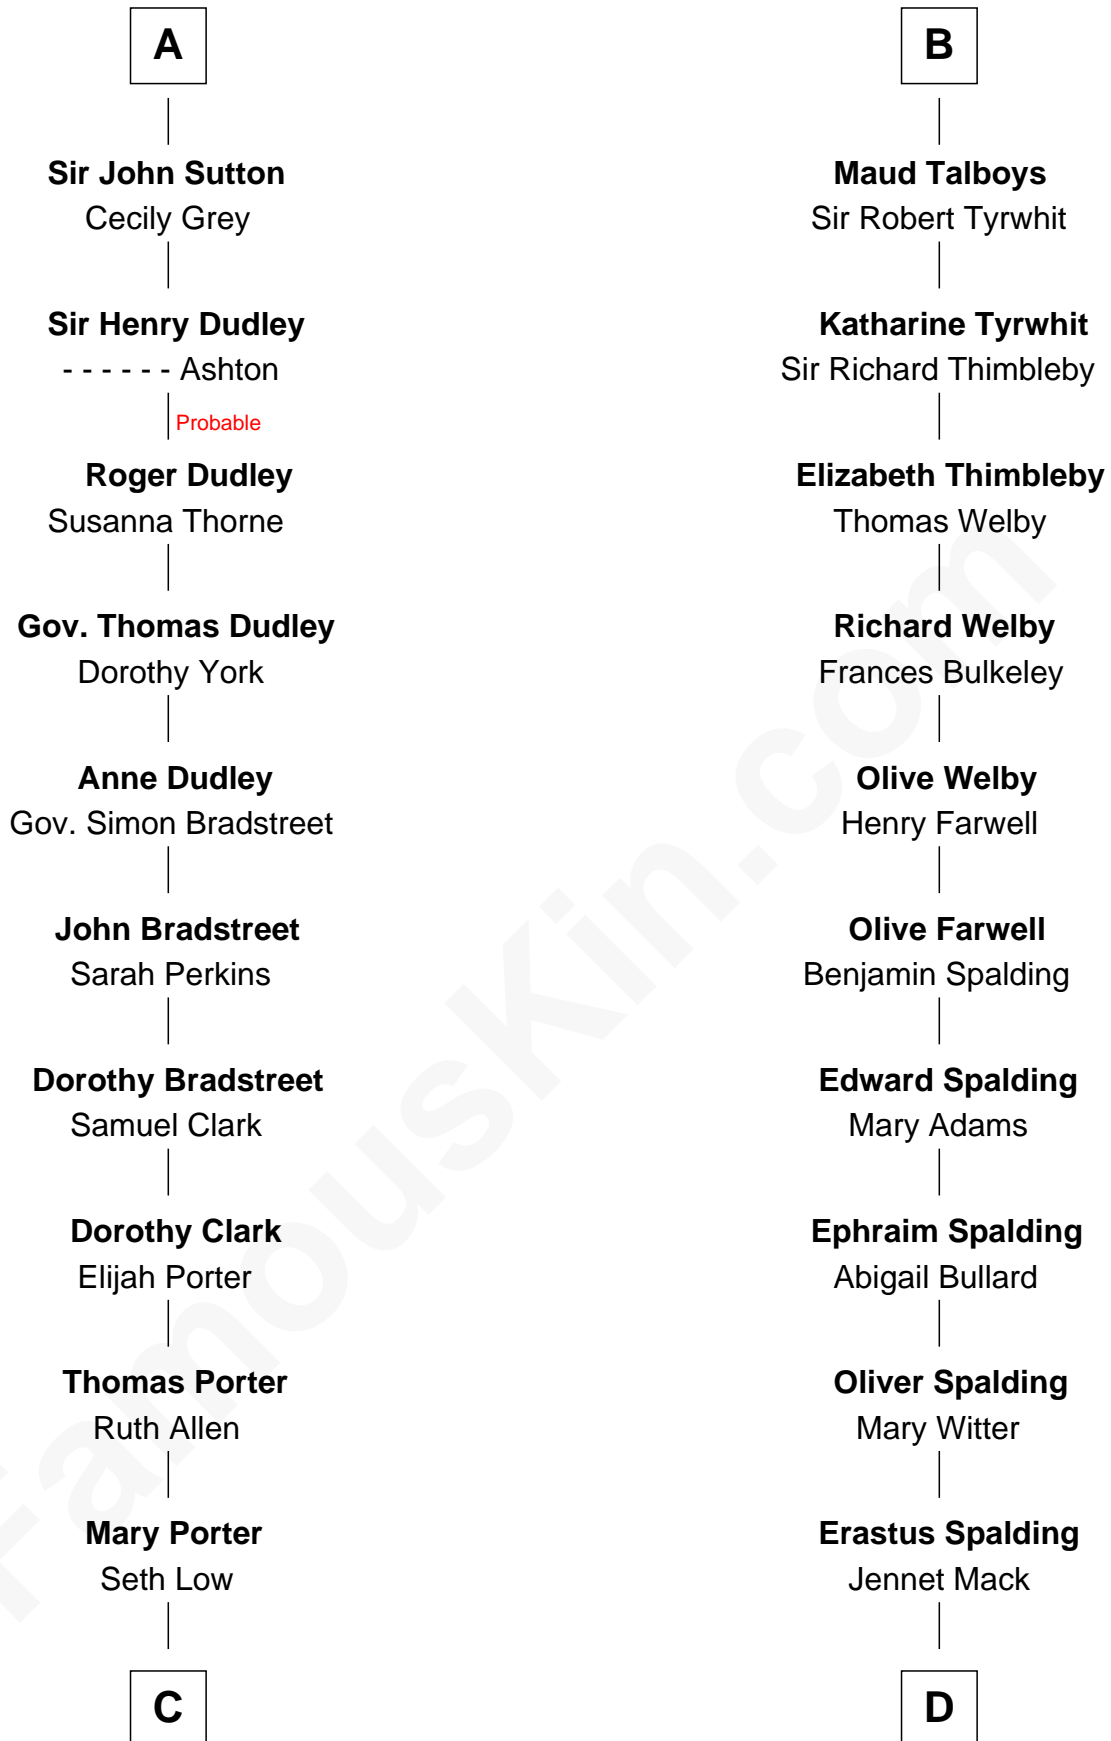 A
Sir John Sutton
Cecily Grey
Sir Henry Dudley
- - - - - - Ashton
Probable
Roger Dudley
Susanna Thorne
Gov. Thomas Dudley
Dorothy York
Anne Dudley
Gov. Simon Bradstreet
John Bradstreet
Sarah Perkins
Dorothy Bradstreet
Samuel Clark
Dorothy Clark
Elijah Porter
Thomas Porter
Ruth Allen
Mary Porter
Seth Low
C
B
Maud Talboys
Sir Robert Tyrwhit
Katharine Tyrwhit
Sir Richard Thimbleby
Elizabeth Thimbleby
Thomas Welby
Richard Welby
Frances Bulkeley
Olive Welby
Henry Farwell
Olive Farwell
Benjamin Spalding
Edward Spalding
Mary Adams
Ephraim Spalding
Abigail Bullard
Oliver Spalding
Mary Witter
Erastus Spalding
Jennet Mack
D
FamousKin.com